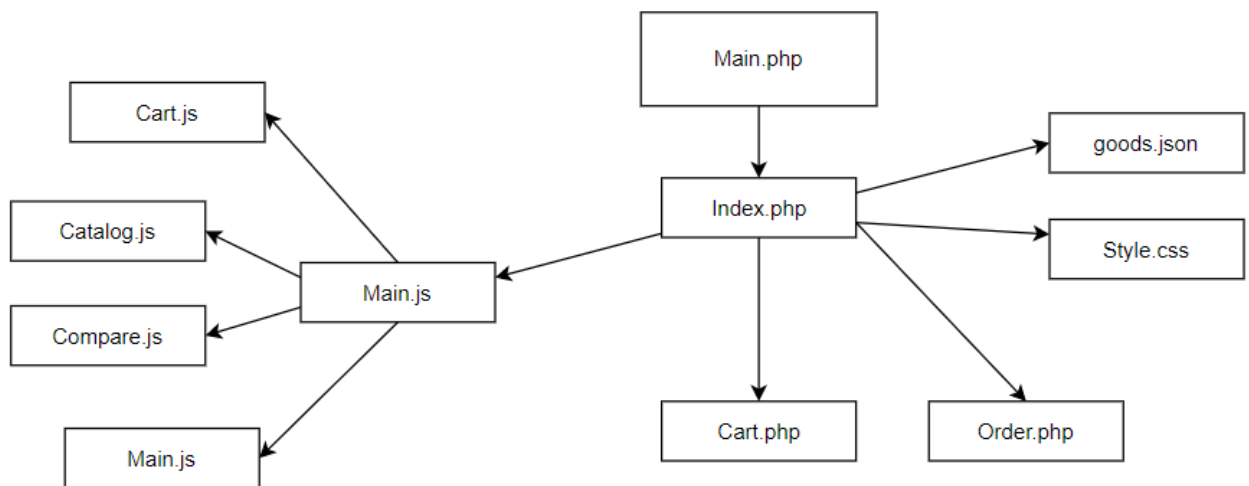 Main.php
Cart.js
goods.json
Index.php
Catalog.js
Style.css
Main.js
Compare.js
Cart.php
Order.php
Main.js